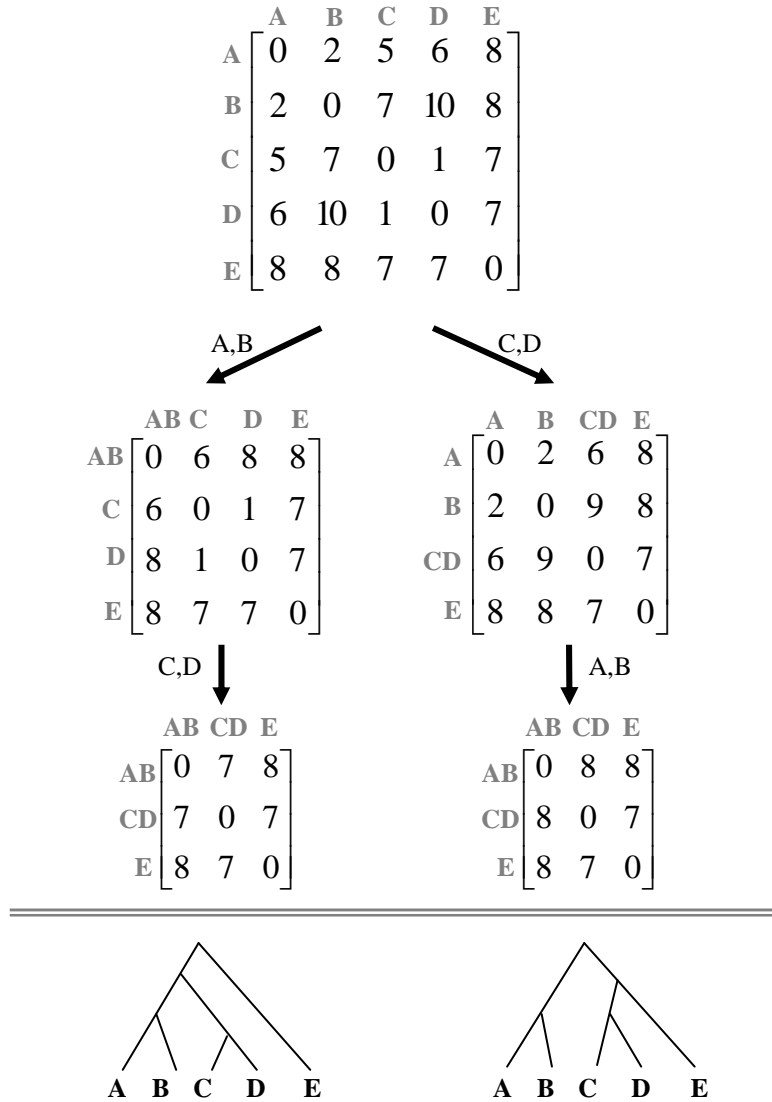 A B C D E
A 0 2 5 6 8
B 2 0 7 10 8
C 5 7 0 1 7
D 6 10 1 0 7
E 8 8 7 7 0
A,B C,D
AB C D E
AB 0 6 8 8
C 6 0 1 7
D 8 1 0 7
E 8 7 7 0
A B CD E
A 0 2 6 8
B 2 0 9 8
CD 6 9 0 7
E 8 8 7 0
C,D A,B
AB CD E
AB 0 7 8
CD 7 0 7
E 8 7 0
AB CD E
AB 0 8 8
CD 8 0 7
E 8 7 0
A B C D E
A B C D E